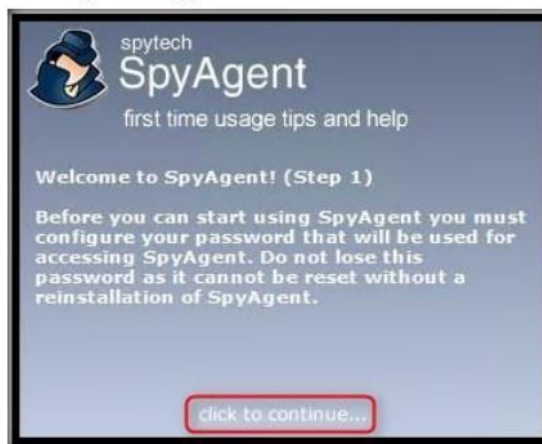 spytech
SpyAgent
first time usage tips and help
Welcome to SpyAgent! (Step 1)
Before you can start using SpyAgent you must
configure your password that will be used for
accessing SpyAgent. Do not lose this
password as it cannot be reset without a
reinstallation of SpyAgent.
click to continue...